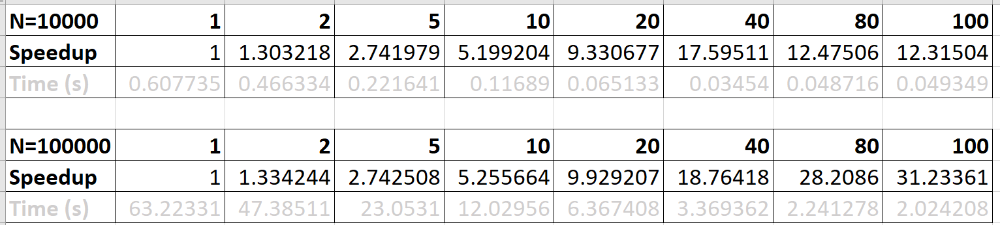 N=10000 1 2 5 10 20 40 80 100
Speedup 1 1.303218 2.741979 5.199204 9.330677 17.59511 12.47506 12.31504
Time (s) 0.607735 0.466334 0.221641 0.11689 0.065133 0.03454 0.048716 0.049349
N=100000 1 2 5 10 20 40 80 100
Speedup 1 1.334244 2.742508 5.255664 9.929207 18.76418 28.2086 31.23361
Time (s) 63.22331 47.38511 23.0531 12.02956 6.367408 3.369362 2.241278 2.024208